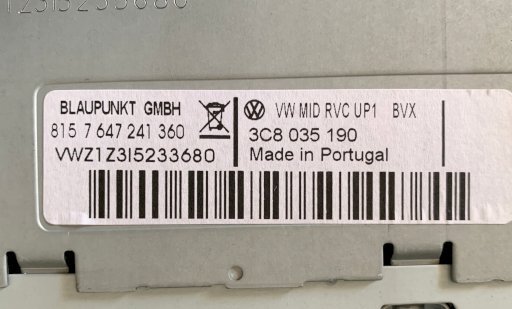 Z1Z3I5233680
BLAUPUNKT GMBH
815 7 647 241 360
VWZ1Z3I5233680
VW MID RVC UP1 BVX
3C8 035 190
Made in Portugal